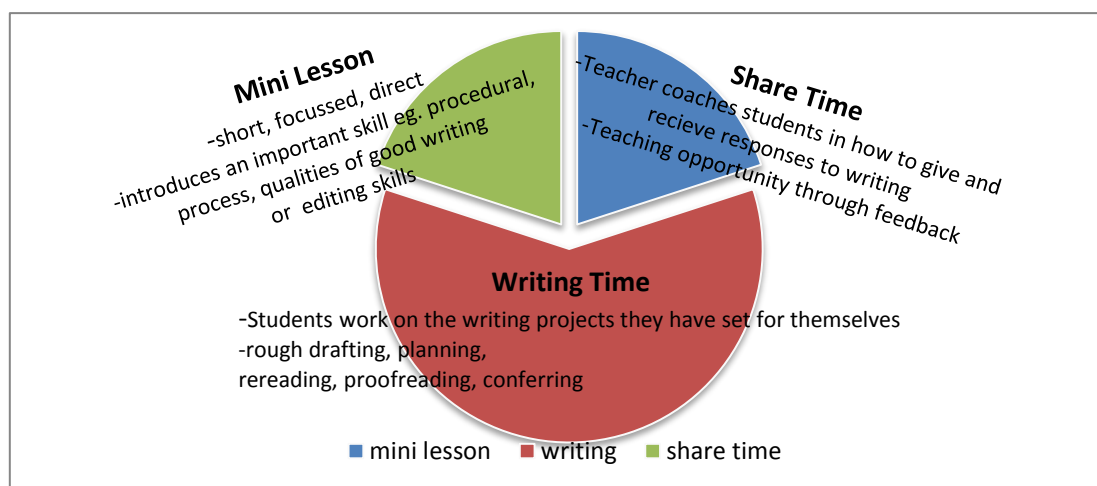 Mini Lesson
-short, focussed, direct
-introduces an important skill eg. procedural,
process, qualities of good writing
or editing skills
Share Time
-Teacher coaches students in how to give and
recieve responses to writing
-Teaching opportunity through feedback
Writing Time
-Students work on the writing projects they have set for themselves
-rough drafting, planning,
rereading, proofreading, conferring
mini lesson writing share time